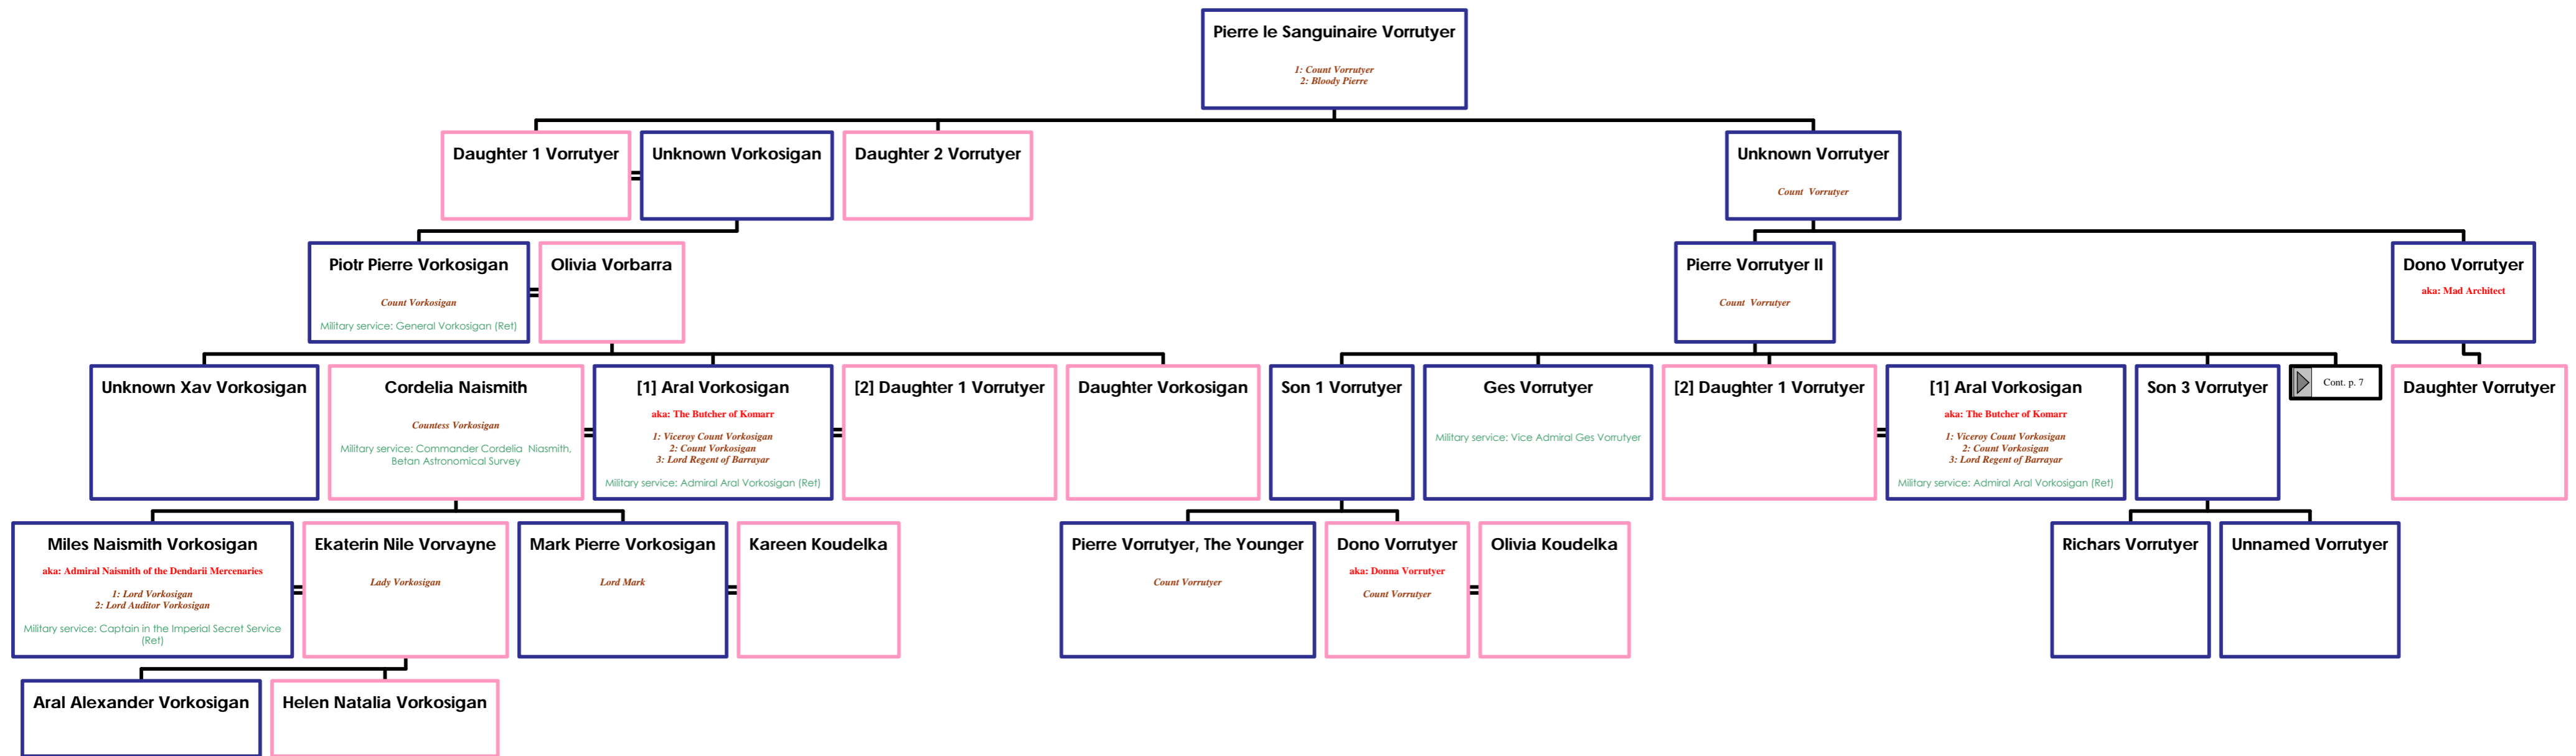 Pierre le Sanguinaire Vorrutyer
1: Count Vorrutyer
2: Bloody Pierre
Daughter 1 Vorrutyer
Unknown Vorkosigan
Daughter 2 Vorrutyer
Unknown Vorrutyer
Count Vorrutyer
Piotr Pierre Vorkosigan
Count Vorkosigan
Military service: General Vorkosigan (Ret)
Olivia Vorbarra
Pierre Vorrutyer II
Count Vorrutyer
Dono Vorrutyer
aka: Mad Architect
Unknown Xav Vorkosigan
Cordelia Naismith
Countess Vorkosigan
Military service: Commander Cordelia Niasmith,
Betan Astronomical Survey
[1] Aral Vorkosigan
aka: The Butcher of Komarr
1: Viceroy Count Vorkosigan
2: Count Vorkosigan
3: Lord Regent of Barrayar
Military service: Admiral Aral Vorkosigan (Ret)
[2] Daughter 1 Vorrutyer
Daughter Vorkosigan
Son 1 Vorrutyer
Ges Vorrutyer
Military service: Vice Admiral Ges Vorrutyer
[2] Daughter 1 Vorrutyer
[1] Aral Vorkosigan
aka: The Butcher of Komarr
1: Viceroy Count Vorkosigan
2: Count Vorkosigan
3: Lord Regent of Barrayar
Military service: Admiral Aral Vorkosigan (Ret)
Son 3 Vorrutyer
Cont. p. 7
Daughter Vorrutyer
Miles Naismith Vorkosigan
aka: Admiral Naismith of the Dendarii Mercenaries
1: Lord Vorkosigan
2: Lord Auditor Vorkosigan
Military service: Captain in the Imperial Secret Service
(Ret)
Ekaterin Nile Vorvayne
Lady Vorkosigan
Mark Pierre Vorkosigan
Lord Mark
Kareen Koudelka
Pierre Vorrutyer, The Younger
Count Vorrutyer
Dono Vorrutyer
aka: Donna Vorrutyer
Count Vorrutyer
Olivia Koudelka
Richars Vorrutyer
Unnamed Vorrutyer
Aral Alexander Vorkosigan
Helen Natalia Vorkosigan